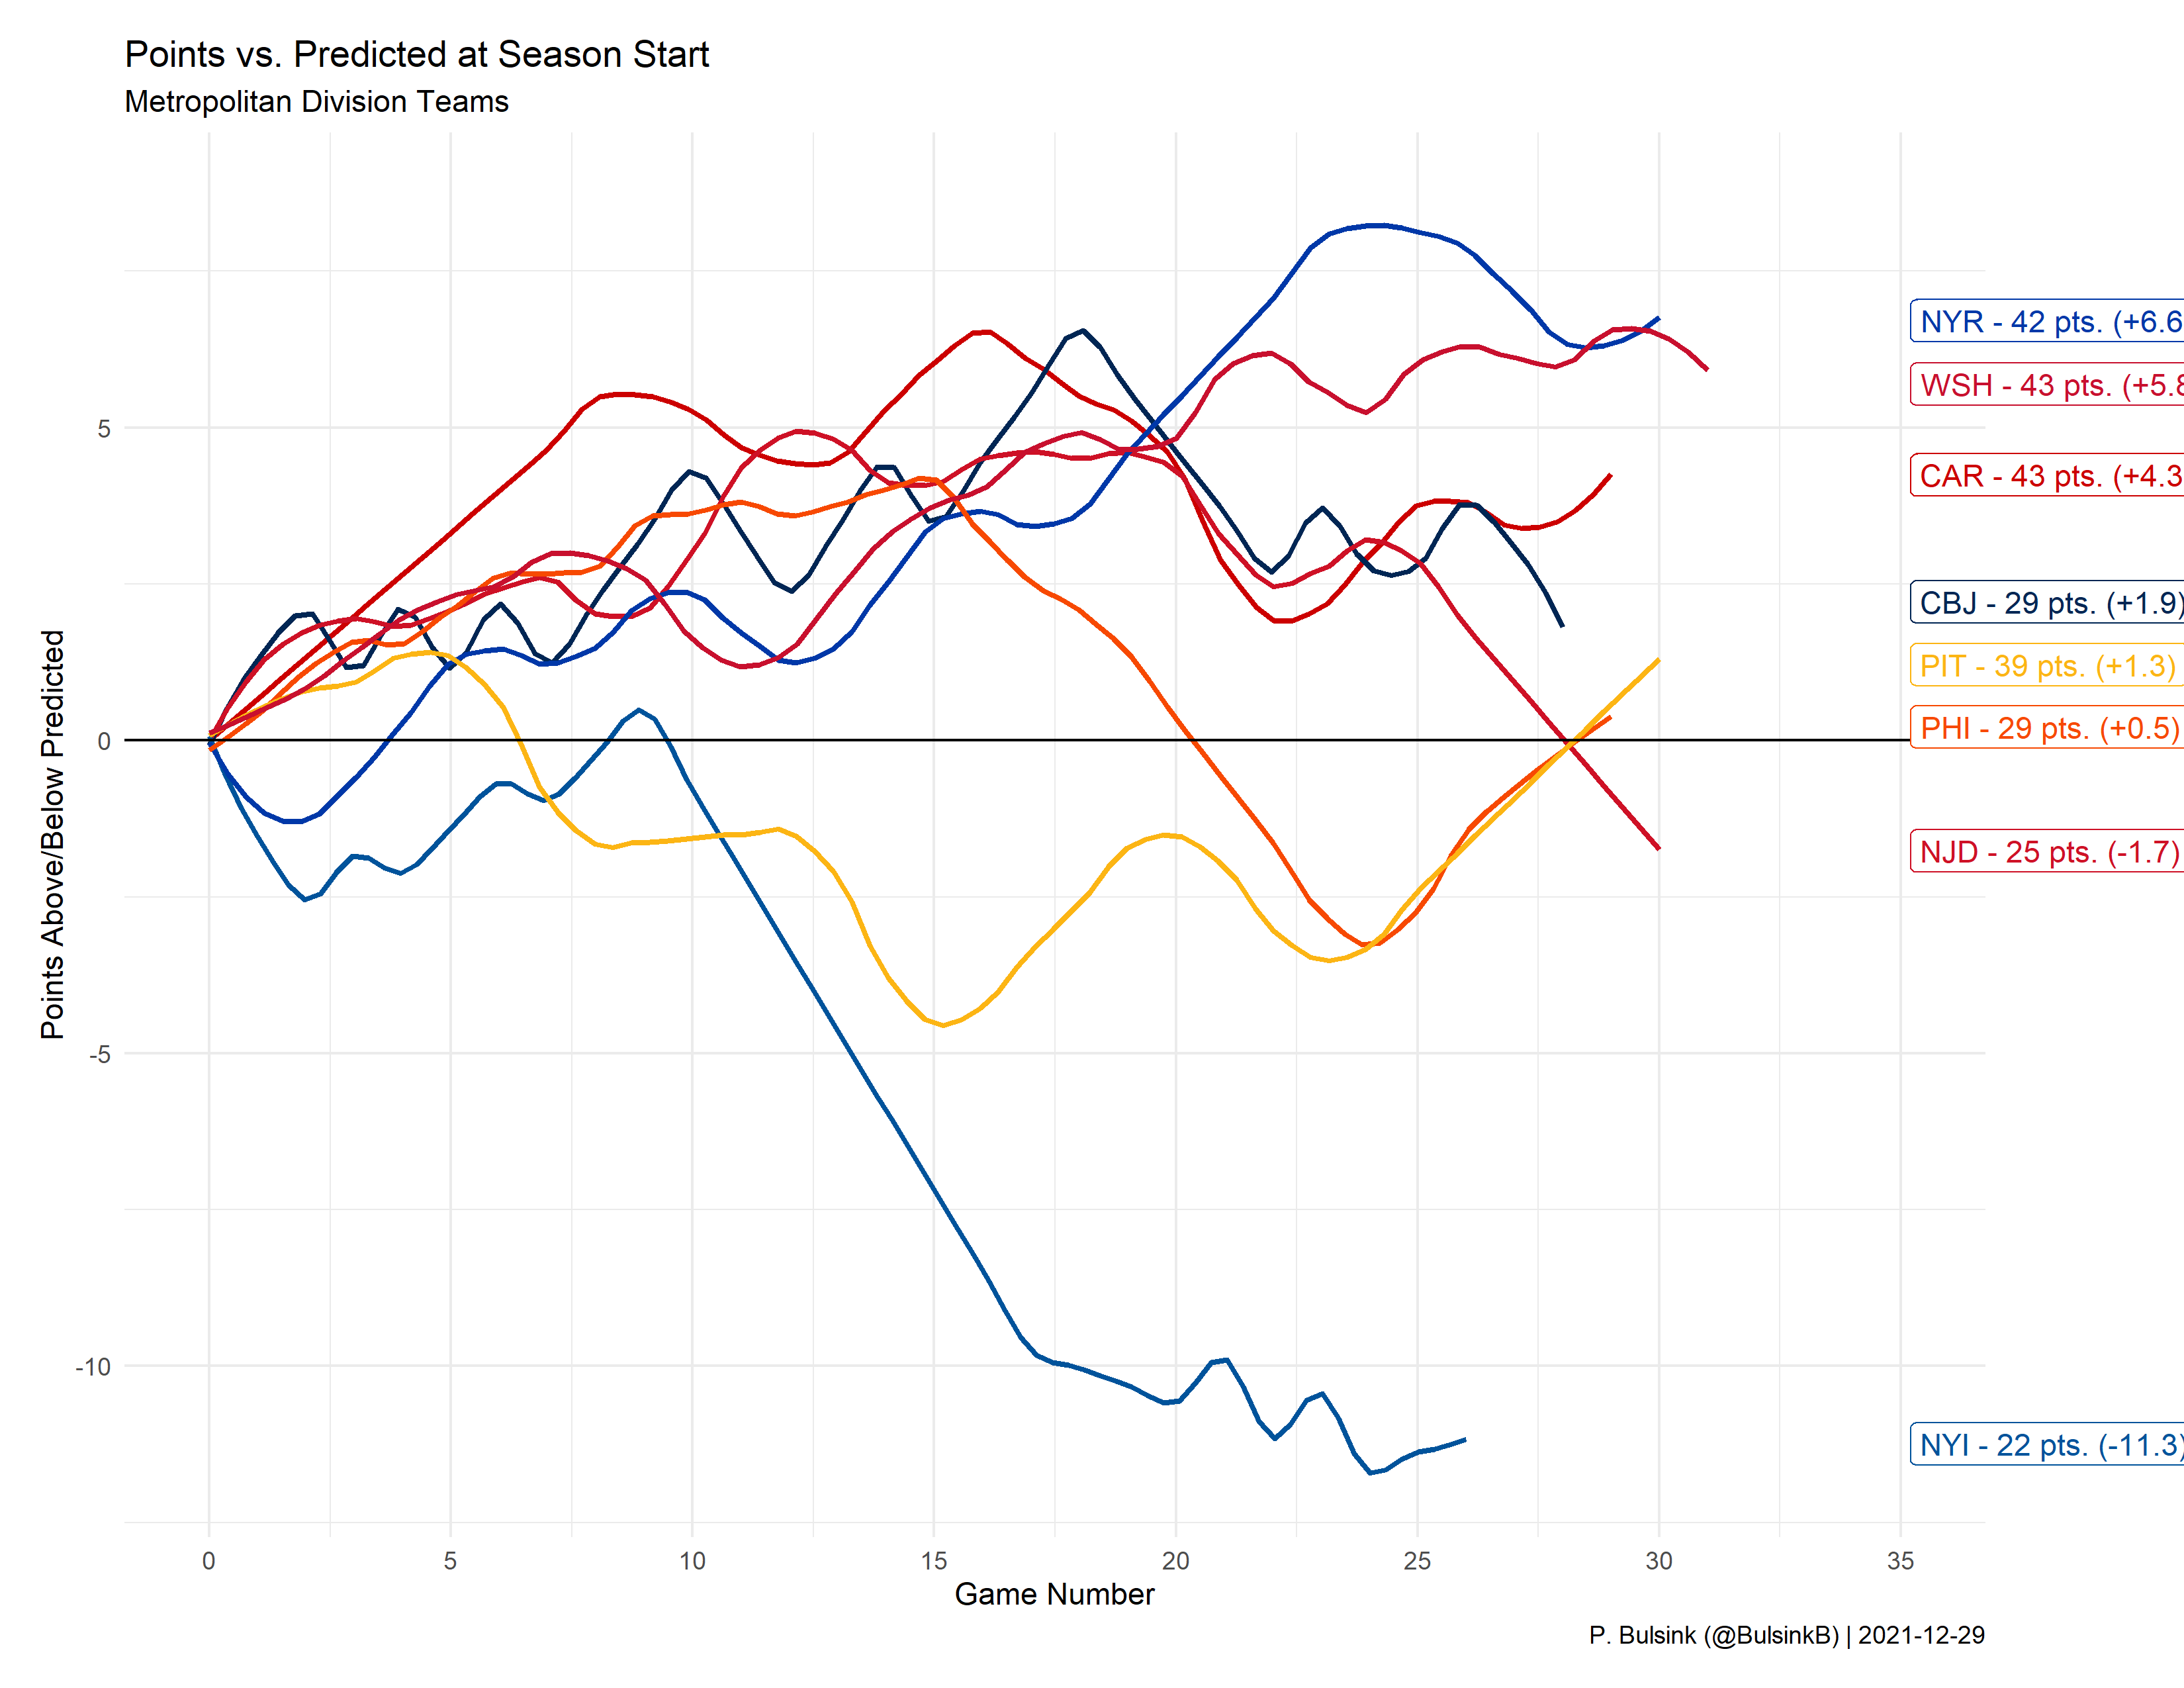 Points vs. Predicted at Season Start
Metropolitan Division Teams
Points Above/Below Predicted
5
0
-5
-10
NYR - 42 pts. (+6.6
WSH - 43 pts. (+5.8
CAR - 43 pts. (+4.3
CBJ - 29 pts. (+1.9)
PIT - 39 pts. (+1.3)
PHI - 29 pts. (+0.5)
NJD - 25 pts. (-1.7)
NYI - 22 pts. (-11.3)
0 5 10 15 20 25 30 35
Game Number
P. Bulsink (@BulsinkB) | 2021-12-29